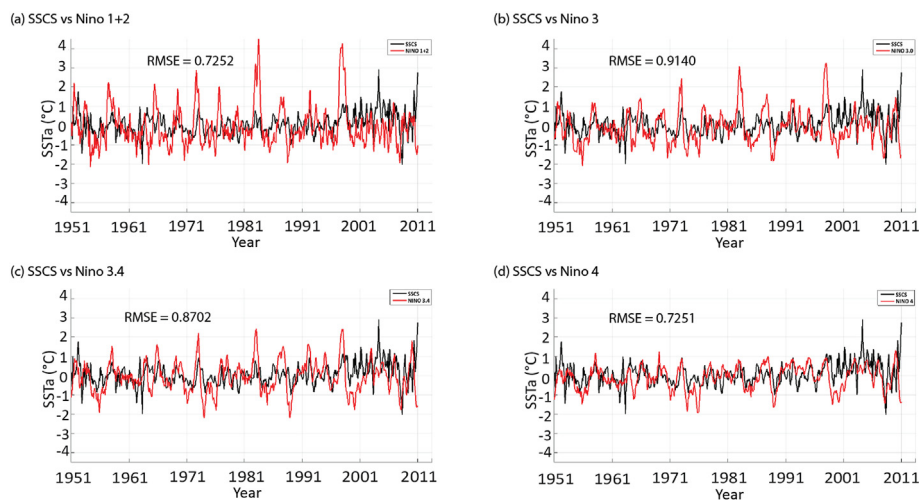 (a) SSCS vs Nino 1+2
RMSE = 0.7252
SSCS
NINO 1+2
SSTa (°C)
4
3
2
1
0
-1
-2
-3
-4
1951 1961 1971 1981 1991 2001 2011
Year
(b) SSCS vs Nino 3
RMSE = 0.9140
SSCS
NINO 3.0
SSTa (°C)
4
3
2
1
0
-1
-2
-3
-4
1951 1961 1971 1981 1991 2001 2011
Year
(c) SSCS vs Nino 3.4
RMSE = 0.8702
SSCS
NINO 3.4
SSTa (°C)
4
3
2
1
0
-1
-2
-3
-4
1951 1961 1971 1981 1991 2001 2011
Year
(d) SSCS vs Nino 4
RMSE = 0.7251
SSCS
NINO 4
SSTa (°C)
4
3
2
1
0
-1
-2
-3
-4
1951 1961 1971 1981 1991 2001 2011
Year